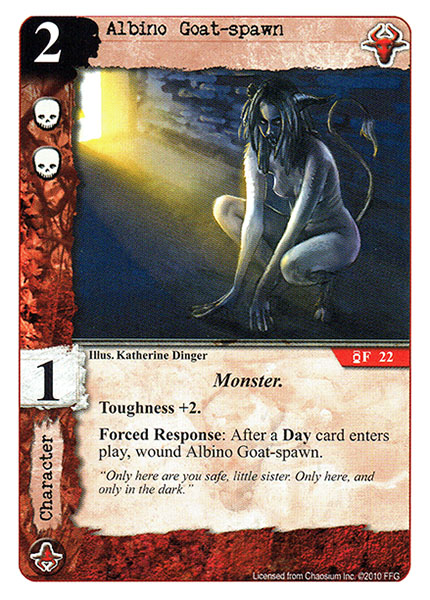 2
Albino Goat-spawn
Illus. Katherine Dinger
F 22
1
Monster.
Toughness +2.
Forced Response: After a Day card enters
play, wound Albino Goat-spawn.
“Only here are you safe, little sister. Only here, and
only in the dark.”
Character
Licensed from Chaosium Inc. ©2010 FFG